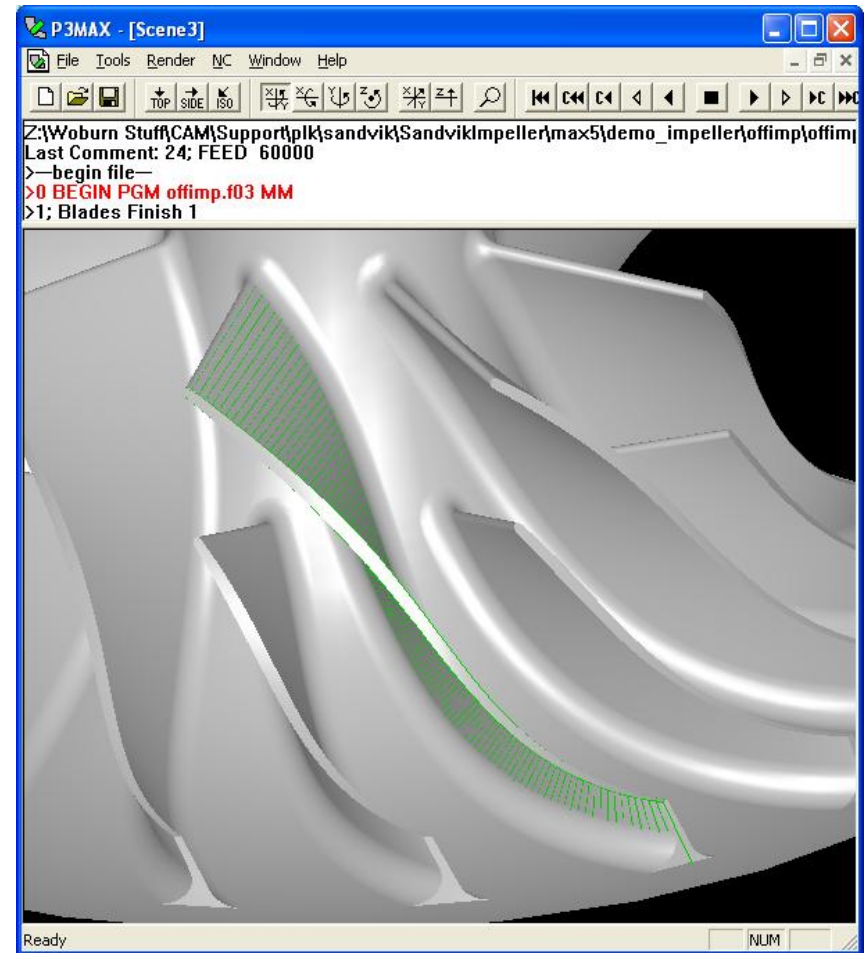 P3MAX - [Scene3]
File Tools Render NC Window Help
TOP SIDE ISO
Z:\Woburn Stuff\CAM\Support\plk\sandvik\SandvikImpeller\max5\demo_impeller\offimp\offimp
Last Comment: 24; FEED 60000
>—begin file—
>0 BEGIN PGM offimp.f03 MM
>1; Blades Finish 1
Ready
NUM